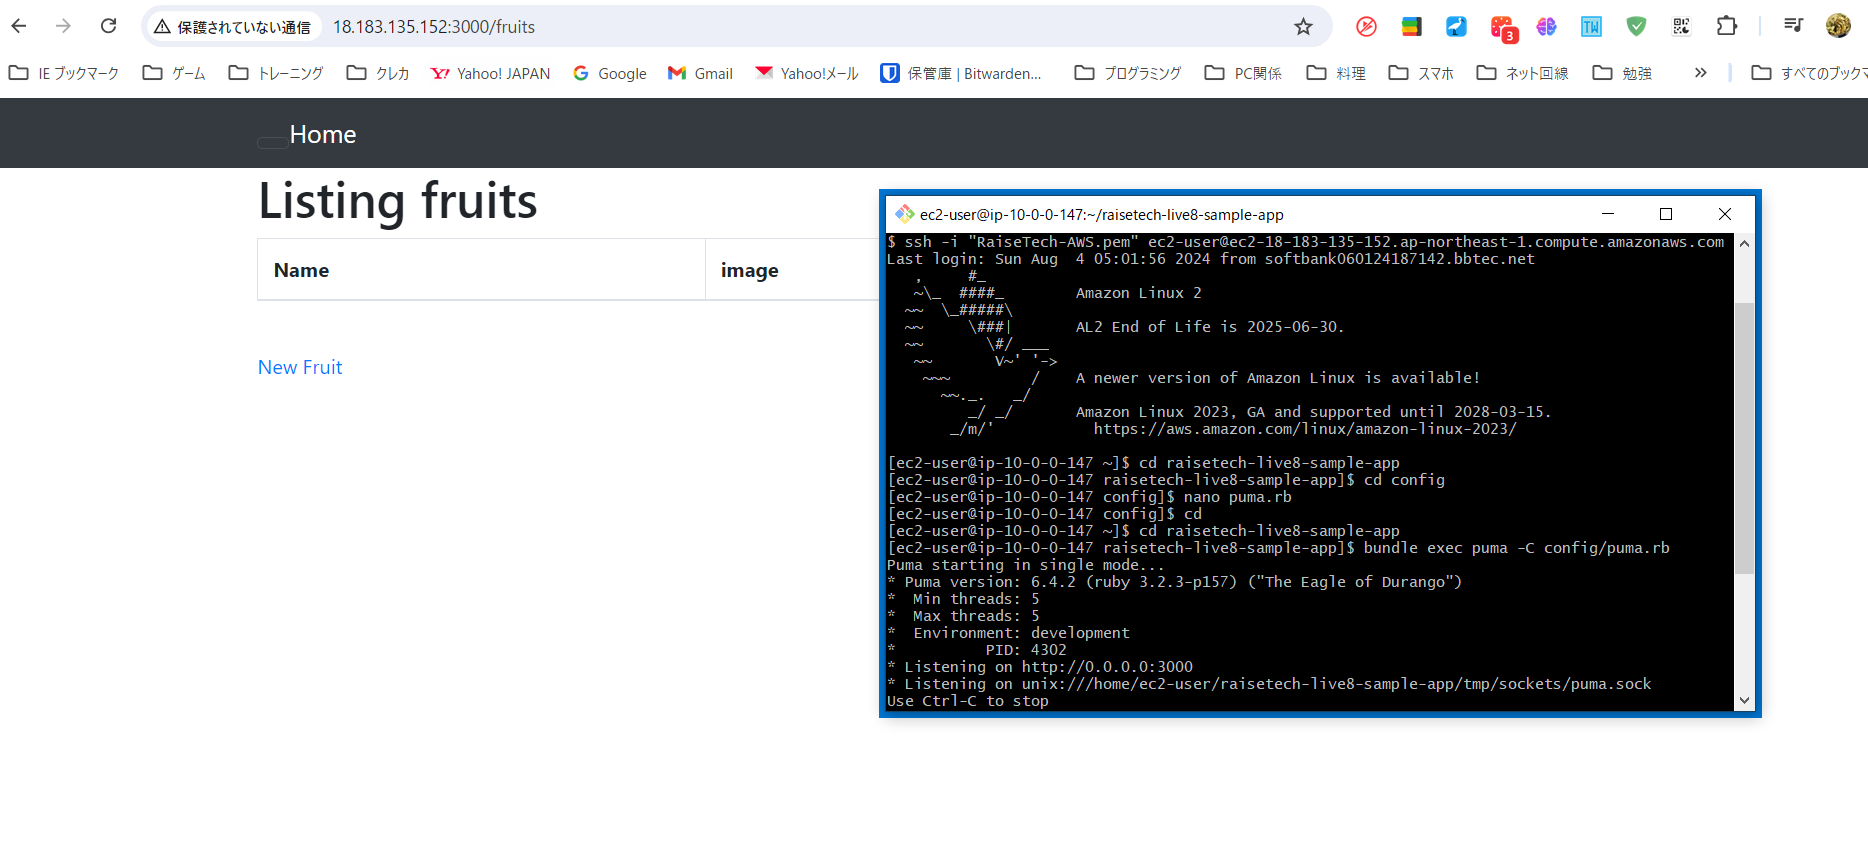 保護されていない通信 18.183.135.152:3000/fruits
3
TW
IE ブックマーク ゲーム トレーニング クレカ Yahoo! JAPAN Google Gmail Yahoo!メール 保管庫 | Bitwarden... プログラミング PC関係 料理 スマホ ネット回線 勉強 » すべてのブックマ
Home
Listing fruits
Name image
New Fruit
ec2-user@ip-10-0-0-147:~/raisetech-live8-sample-app
$ ssh -i "RaiseTech-AWS.pem" ec2-user@ec2-18-183-135-152.ap-northeast-1.compute.amazonaws.com
Last login: Sun Aug  4 05:01:56 2024 from softbank060124187142.bbtec.net
   ,     #_
   ~\_  ####_        Amazon Linux 2
  ~~  \_#####\
  ~~     \###|       AL2 End of Life is 2025-06-30.
  ~~       \#/ ___
   ~~       V~' '->
    ~~~         /    A newer version of Amazon Linux is available!
      ~~._.   _/
         _/ _/       Amazon Linux 2023, GA and supported until 2028-03-15.
       _/m/'           https://aws.amazon.com/linux/amazon-linux-2023/
[ec2-user@ip-10-0-0-147 ~]$ cd raisetech-live8-sample-app
[ec2-user@ip-10-0-0-147 raisetech-live8-sample-app]$ cd config
[ec2-user@ip-10-0-0-147 config]$ nano puma.rb
[ec2-user@ip-10-0-0-147 config]$ cd
[ec2-user@ip-10-0-0-147 ~]$ cd raisetech-live8-sample-app
[ec2-user@ip-10-0-0-147 raisetech-live8-sample-app]$ bundle exec puma -C config/puma.rb
Puma starting in single mode...
* Puma version: 6.4.2 (ruby 3.2.3-p157) ("The Eagle of Durango")
*  Min threads: 5
*  Max threads: 5
*  Environment: development
*          PID: 4302
* Listening on http://0.0.0.0:3000
* Listening on unix:///home/ec2-user/raisetech-live8-sample-app/tmp/sockets/puma.sock
Use Ctrl-C to stop